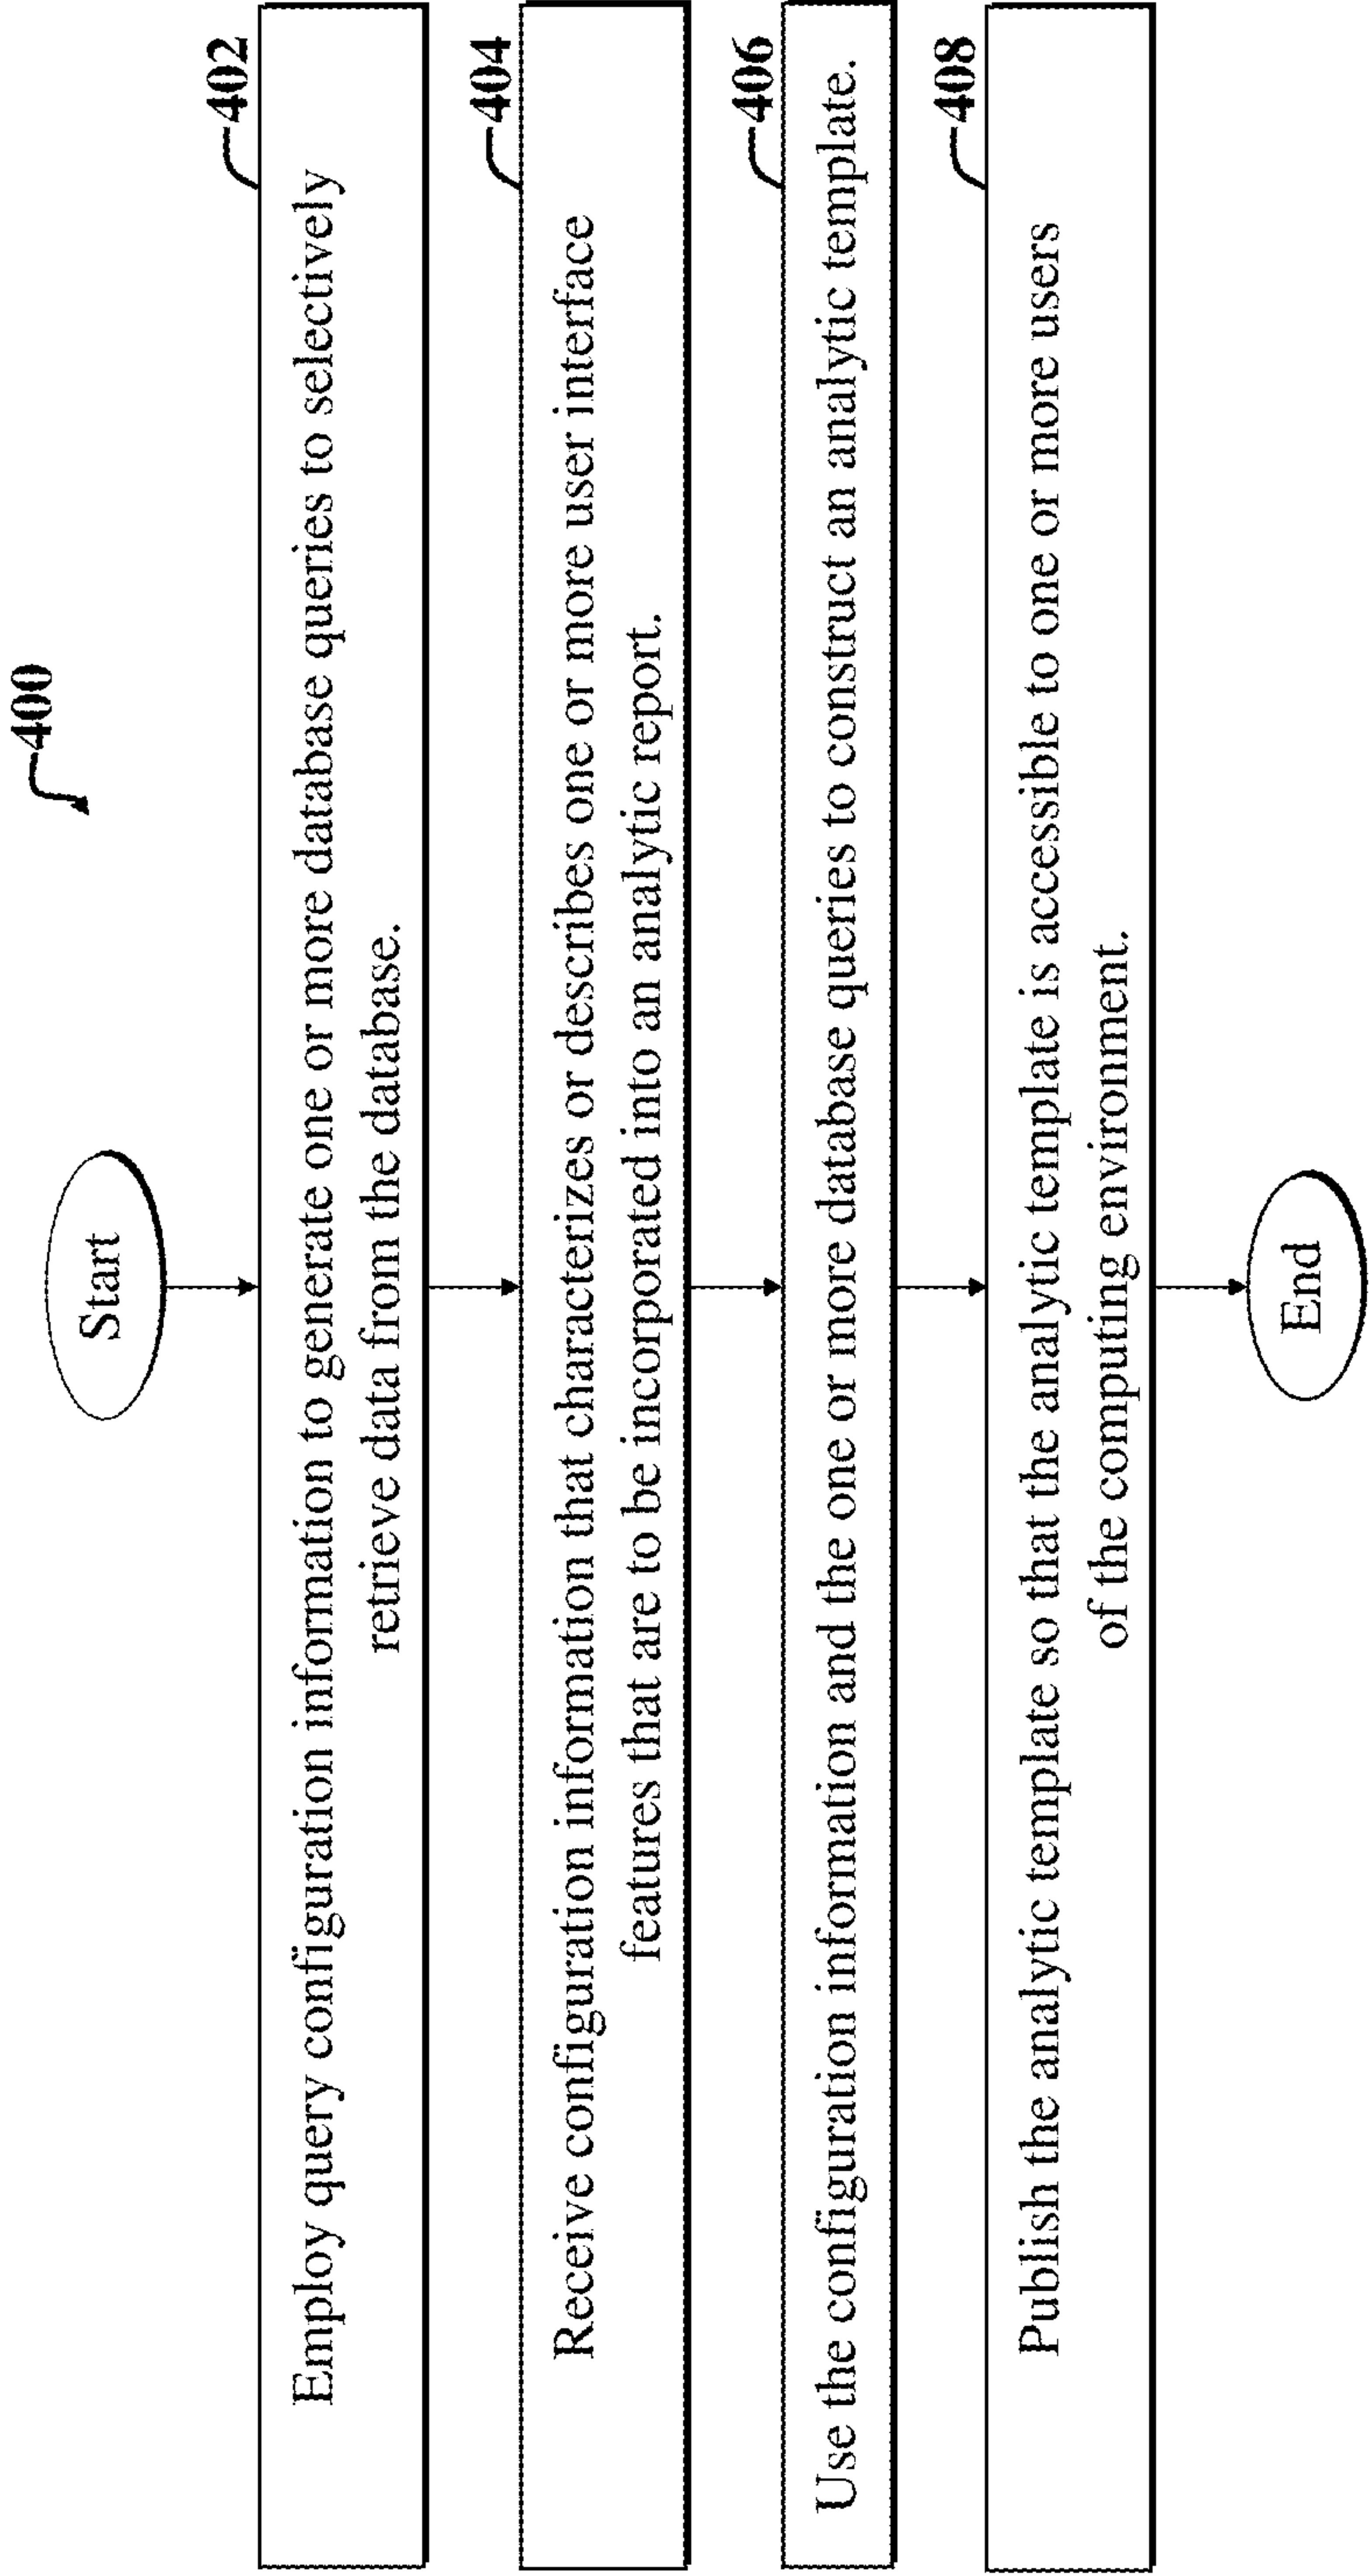 400
Start
402
Employ query configuration information to generate one or more database queries to selectively
retrieve data from the database.
404
Receive configuration information that characterizes or describes one or more user interface
features that are to be incorporated into an analytic report.
406
Use the configuration information and the one or more database queries to construct an analytic template.
408
Publish the analytic template so that the analytic template is accessible to one or more users
of the computing environment.
End